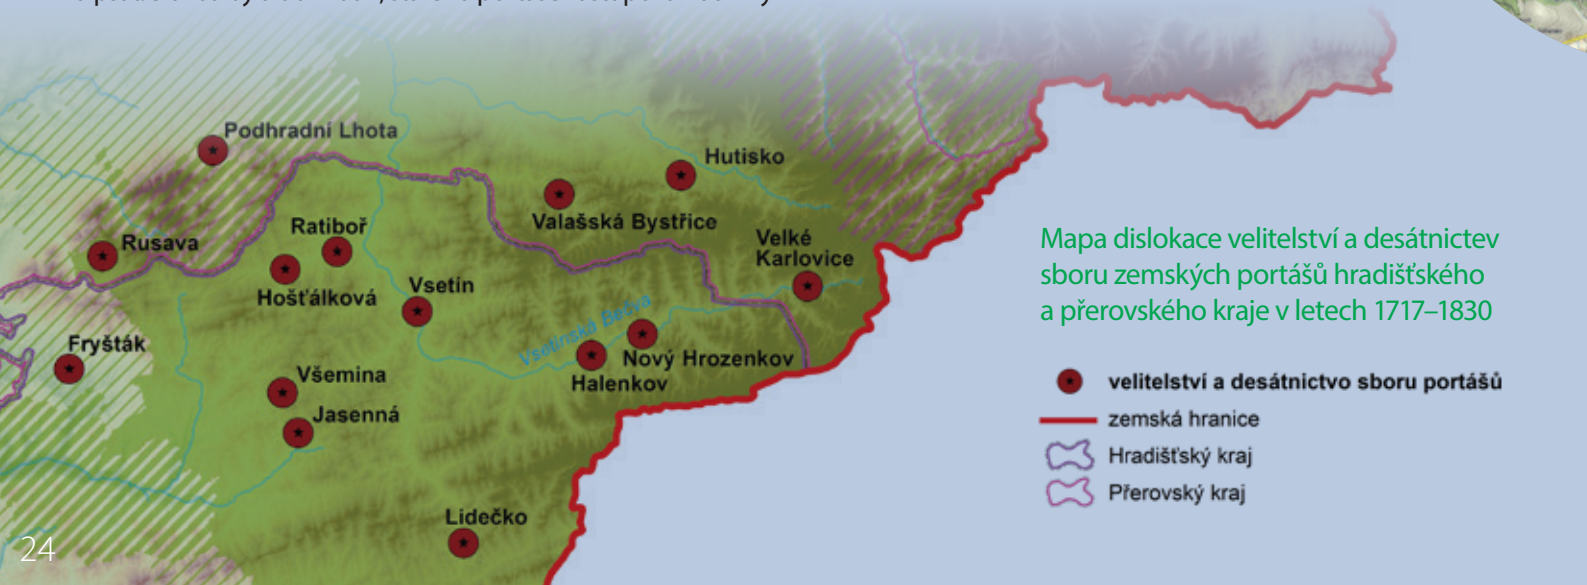 Podhradní Lhota
Hutisko
Valašská Bystřice
Ratiboř
Velké
Karlovice
Rusava
Hošťálková
Vsetín
Vsetínská Bečva
Fryšták
Nový Hrozenkov
Halenkov
Všemina
Jasenná
Lidečko
Mapa dislokace velitelství a desátnictev
sboru zemských portášů hradišťského
a přerovského kraje v letech 1717–1830
velitelství a desátnictvo sboru portášů
zemská hranice
Hradišťský kraj
Přerovský kraj
24